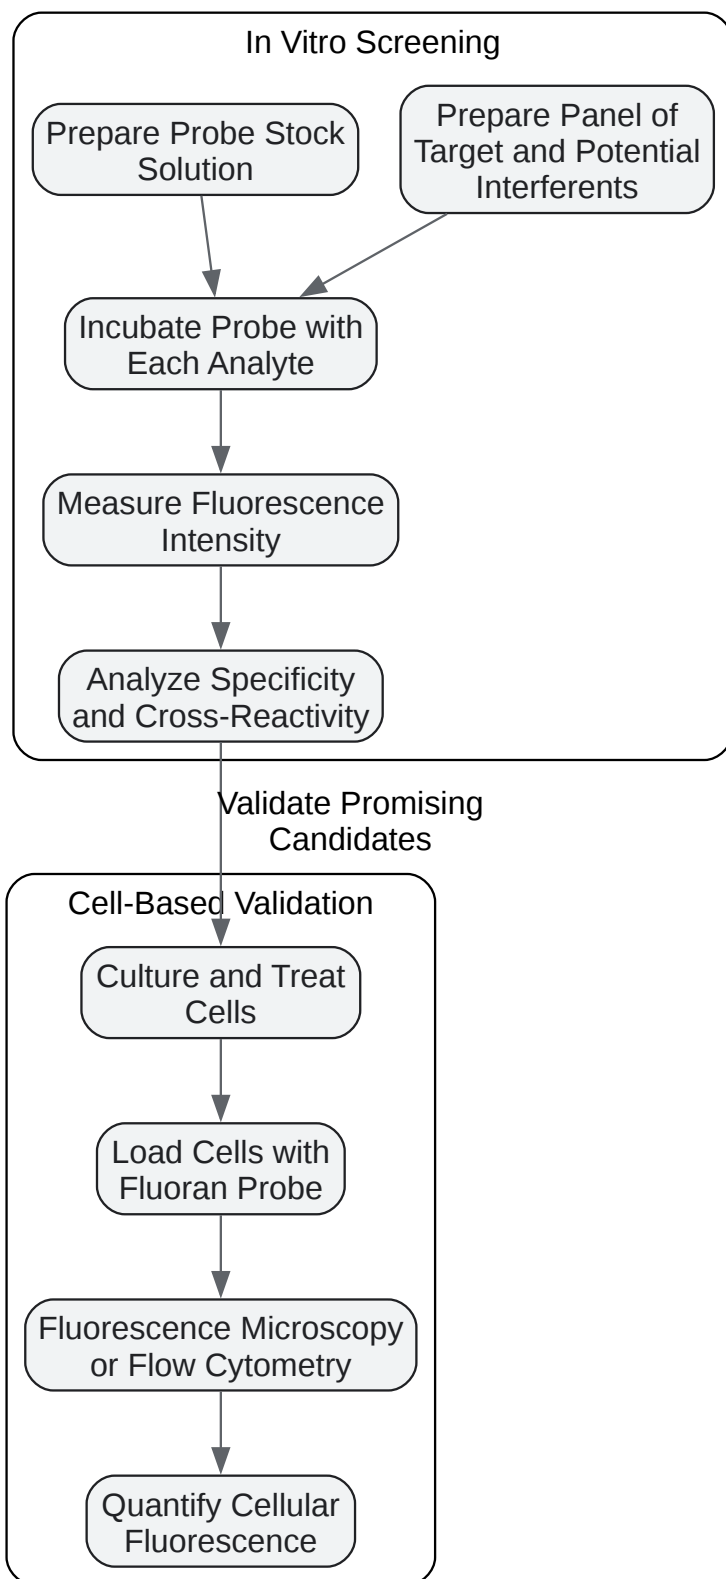 In Vitro Screening
Prepare Probe Stock
Solution
Prepare Panel of
Target and Potential
Interferents
Incubate Probe with
Each Analyte
Measure Fluorescence
Intensity
Analyze Specificity
and Cross-Reactivity
Validate Promising
Candidates
Cell-Based Validation
Culture and Treat
Cells
Load Cells with
Fluoran Probe
Fluorescence Microscopy
or Flow Cytometry
Quantify Cellular
Fluorescence